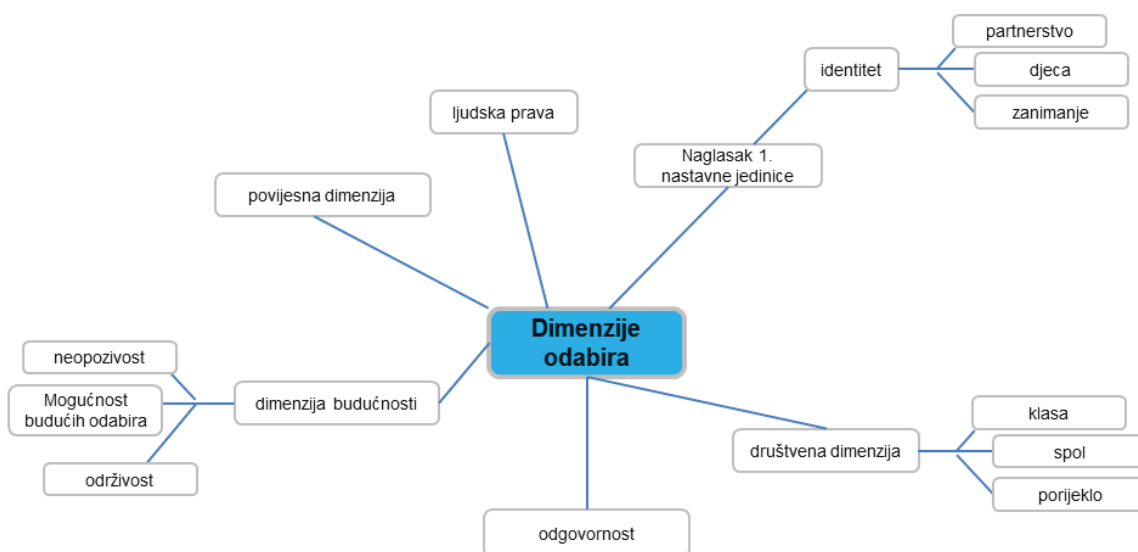 partnerstvo
identitet
djeca
zanimanje
ljudska prava
Naglasak 1.
nastavne jedinice
povijesna dimenzija
Dimenzije
odabira
neopozivost
Mogućnost
budućih odabira
dimenzija budućnosti
održivost
klasa
društvena dimenzija
spol
porijeklo
odgovornost